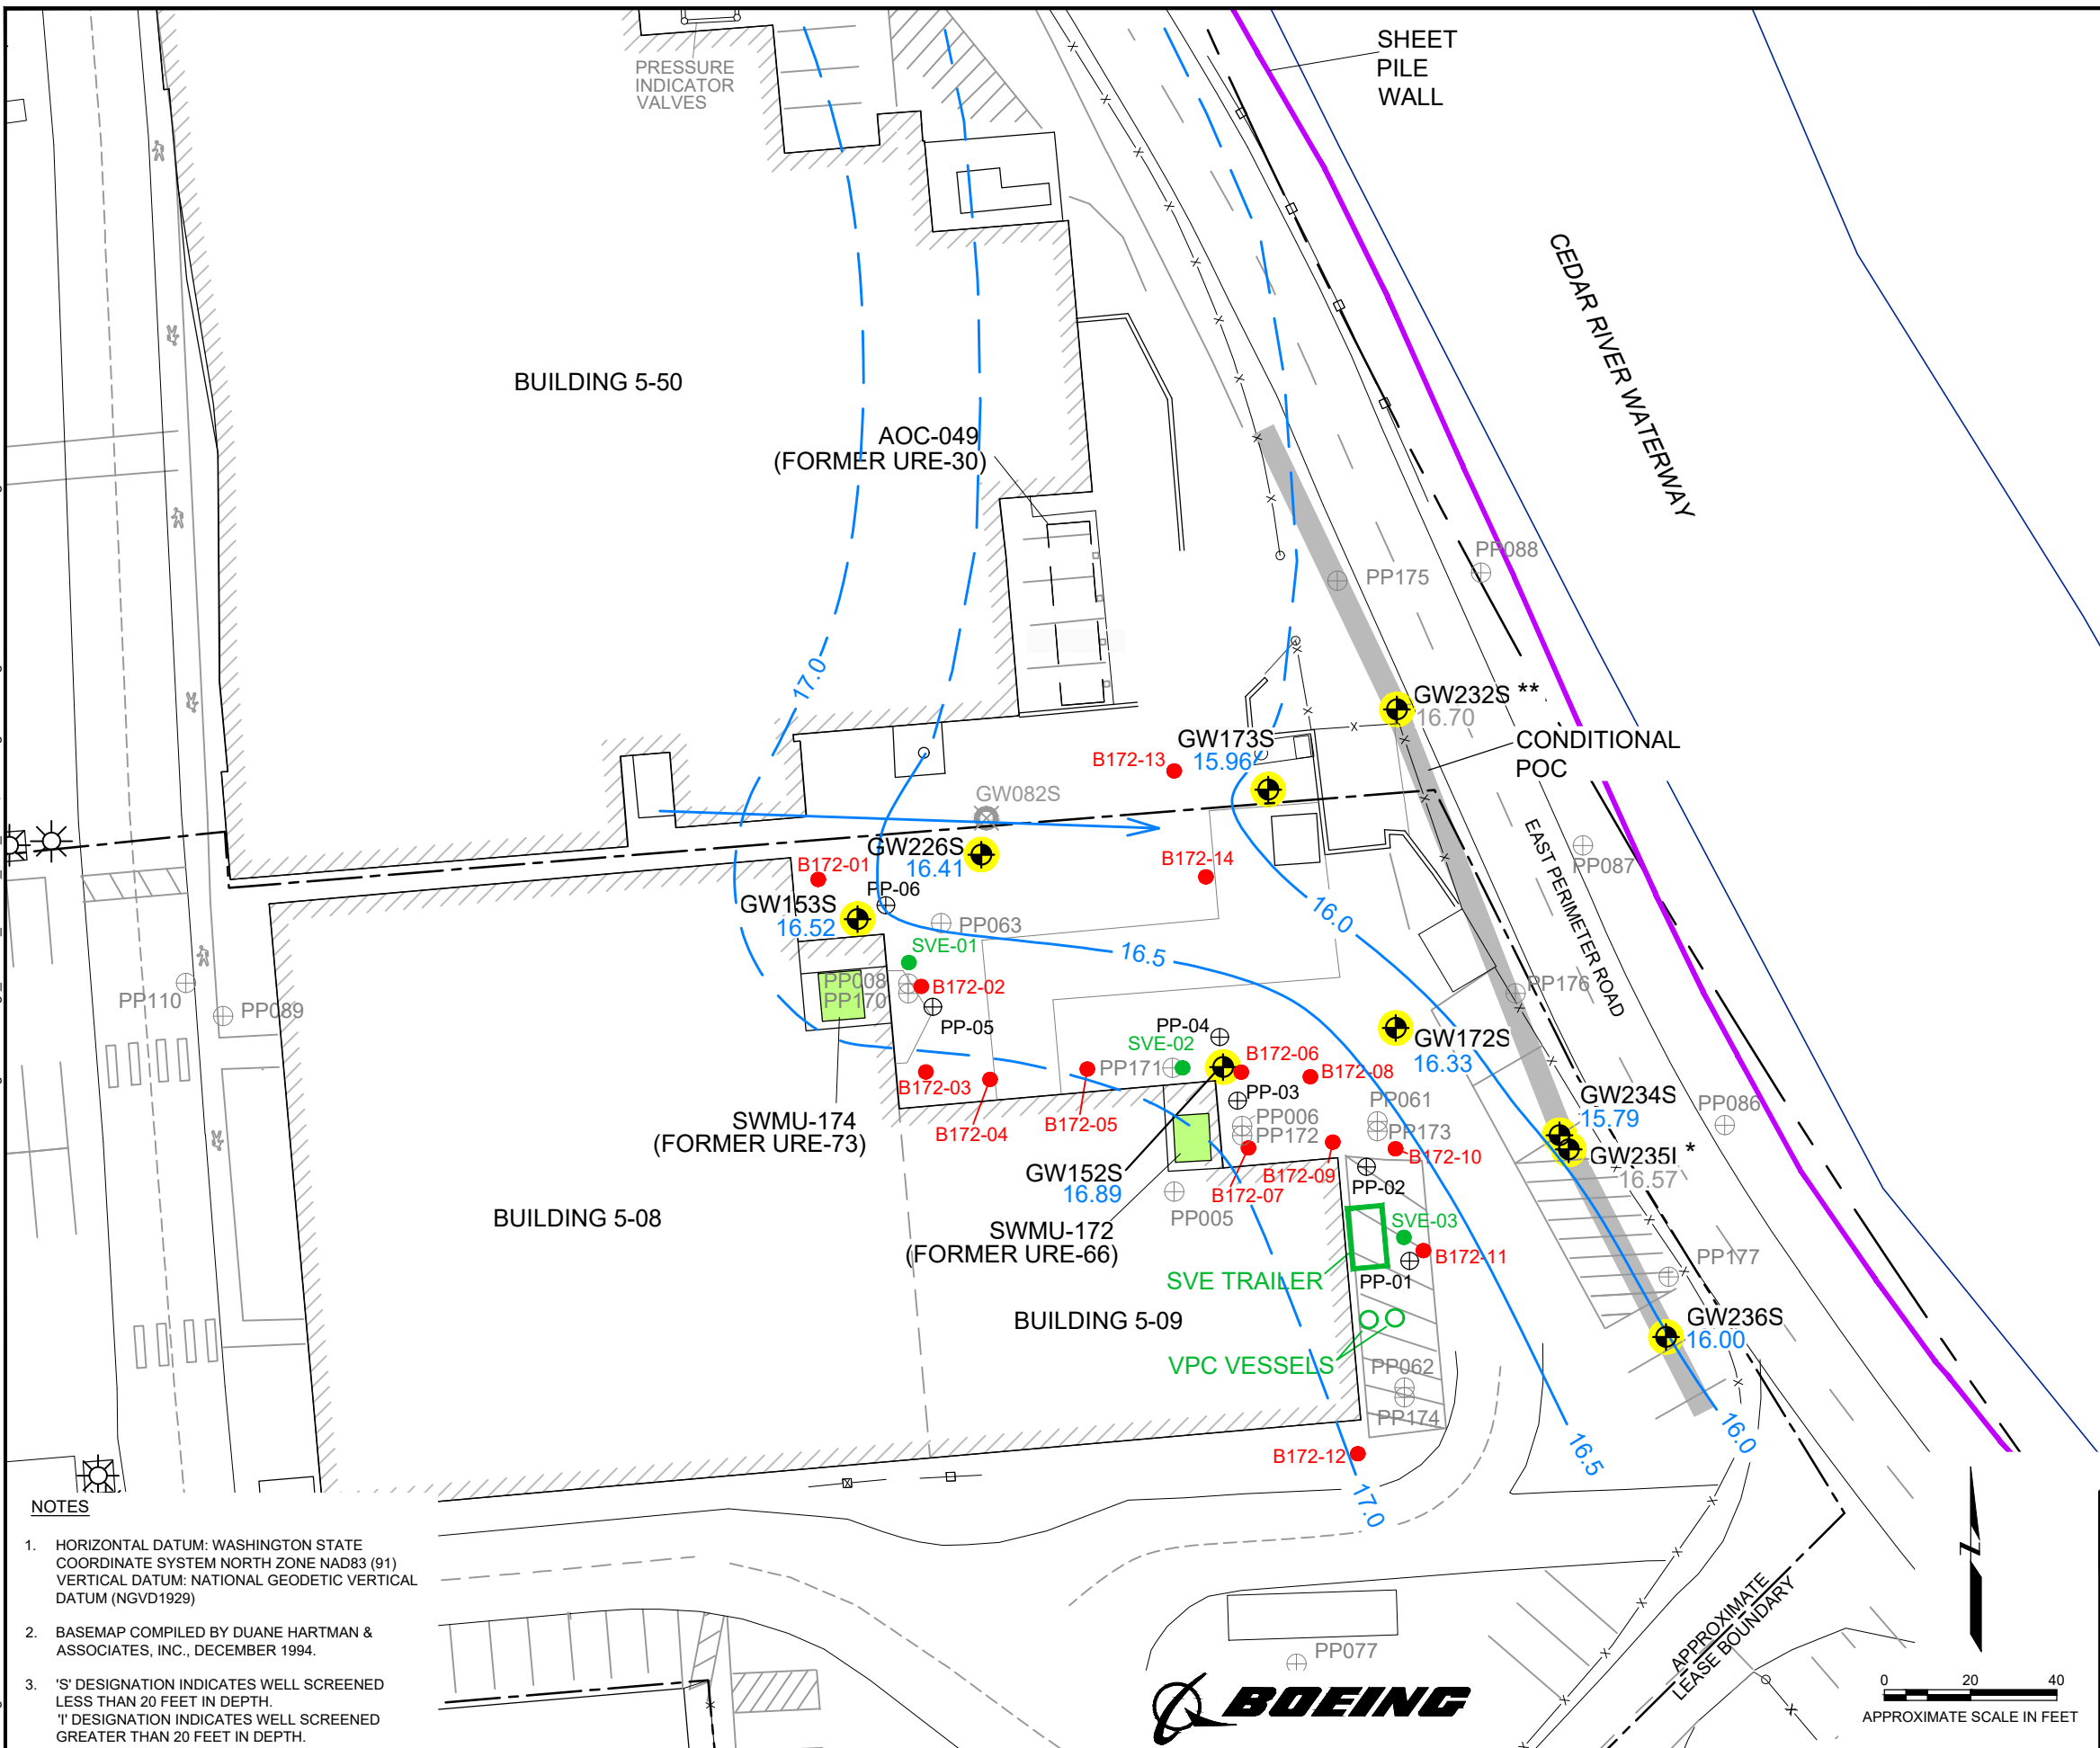 SHEET
PILE
WALL
PRESSURE
INDICATOR
VALVES
CEDAR RIVER WATERWAY
BUILDING 5-50
AOC-049
(FORMER URE-30)
PP088
PP175
17.0
GW232S **
16.70
GW173S
15.96
CONDITIONAL
POC
B172-13
GW082S
EAST PERIMETER ROAD
PP087
GW226S
16.41
B172-14
B172-01
PP-06
GW153S
16.52
PP063
16.0
SVE-01
16.5
PP008
PP170
B172-02
PP176
PP110
PP089
PP-05
PP-04
SVE-02
GW172S
16.33
B172-06
PP171
B172-08
B172-03
PP-03
GW234S
15.79
PP061
PP086
SWMU-174
(FORMER URE-73)
B172-04
B172-05
PP006
PP172
PP173
GW235I *
16.57
B172-10
GW152S
16.89
B172-09
B172-07
PP-02
PP005
BUILDING 5-08
SWMU-172
(FORMER URE-66)
SVE-03
B172-11
PP177
SVE TRAILER
PP-01
BUILDING 5-09
GW236S
16.00
VPC VESSELS
PP062
PP174
16.0
16.5
B172-12
17.0
NOTES
1. HORIZONTAL DATUM: WASHINGTON STATE
COORDINATE SYSTEM NORTH ZONE NAD83 (91)
VERTICAL DATUM: NATIONAL GEODETIC VERTICAL
DATUM (NGVD1929)
2. BASEMAP COMPILED BY DUANE HARTMAN &
ASSOCIATES, INC., DECEMBER 1994.
3. 'S' DESIGNATION INDICATES WELL SCREENED
LESS THAN 20 FEET IN DEPTH.
'I' DESIGNATION INDICATES WELL SCREENED
GREATER THAN 20 FEET IN DEPTH.
PP077
BOEING
APPROXIMATE
LEASE BOUNDARY
Z
0 20 40
APPROXIMATE SCALE IN FEET